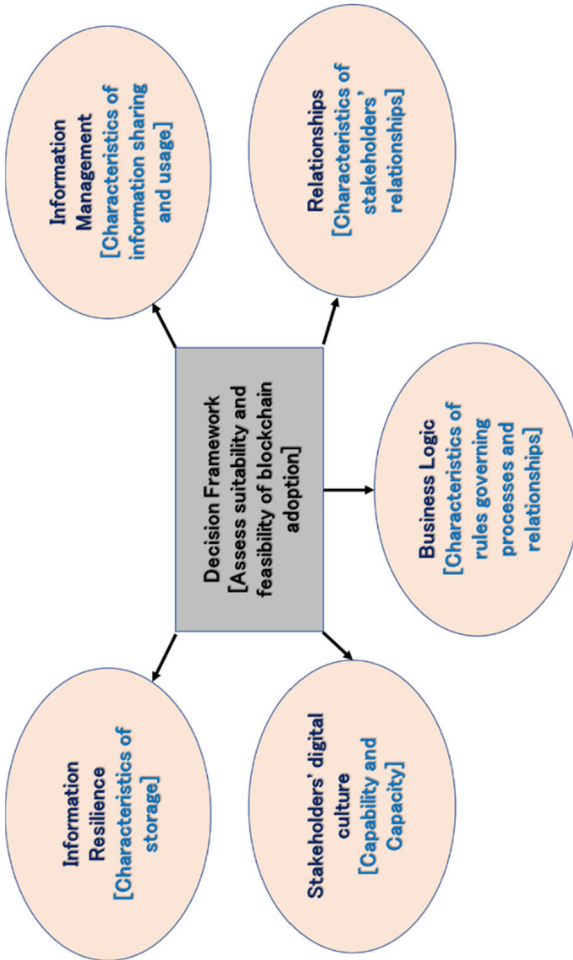 Information
Resilience
[Characteristics of
storage]
Information
Management
[Characteristics of
information sharing
and usage]
Decision Framework
[Assess suitability and
feasibility of blockchain
adoption]
Stakeholders' digital
culture
[Capability and
Capacity]
Business Logic
[Characteristics of
rules governing
processes and
relationships]
Relationships
[Characteristics of
stakeholders'
relationships]